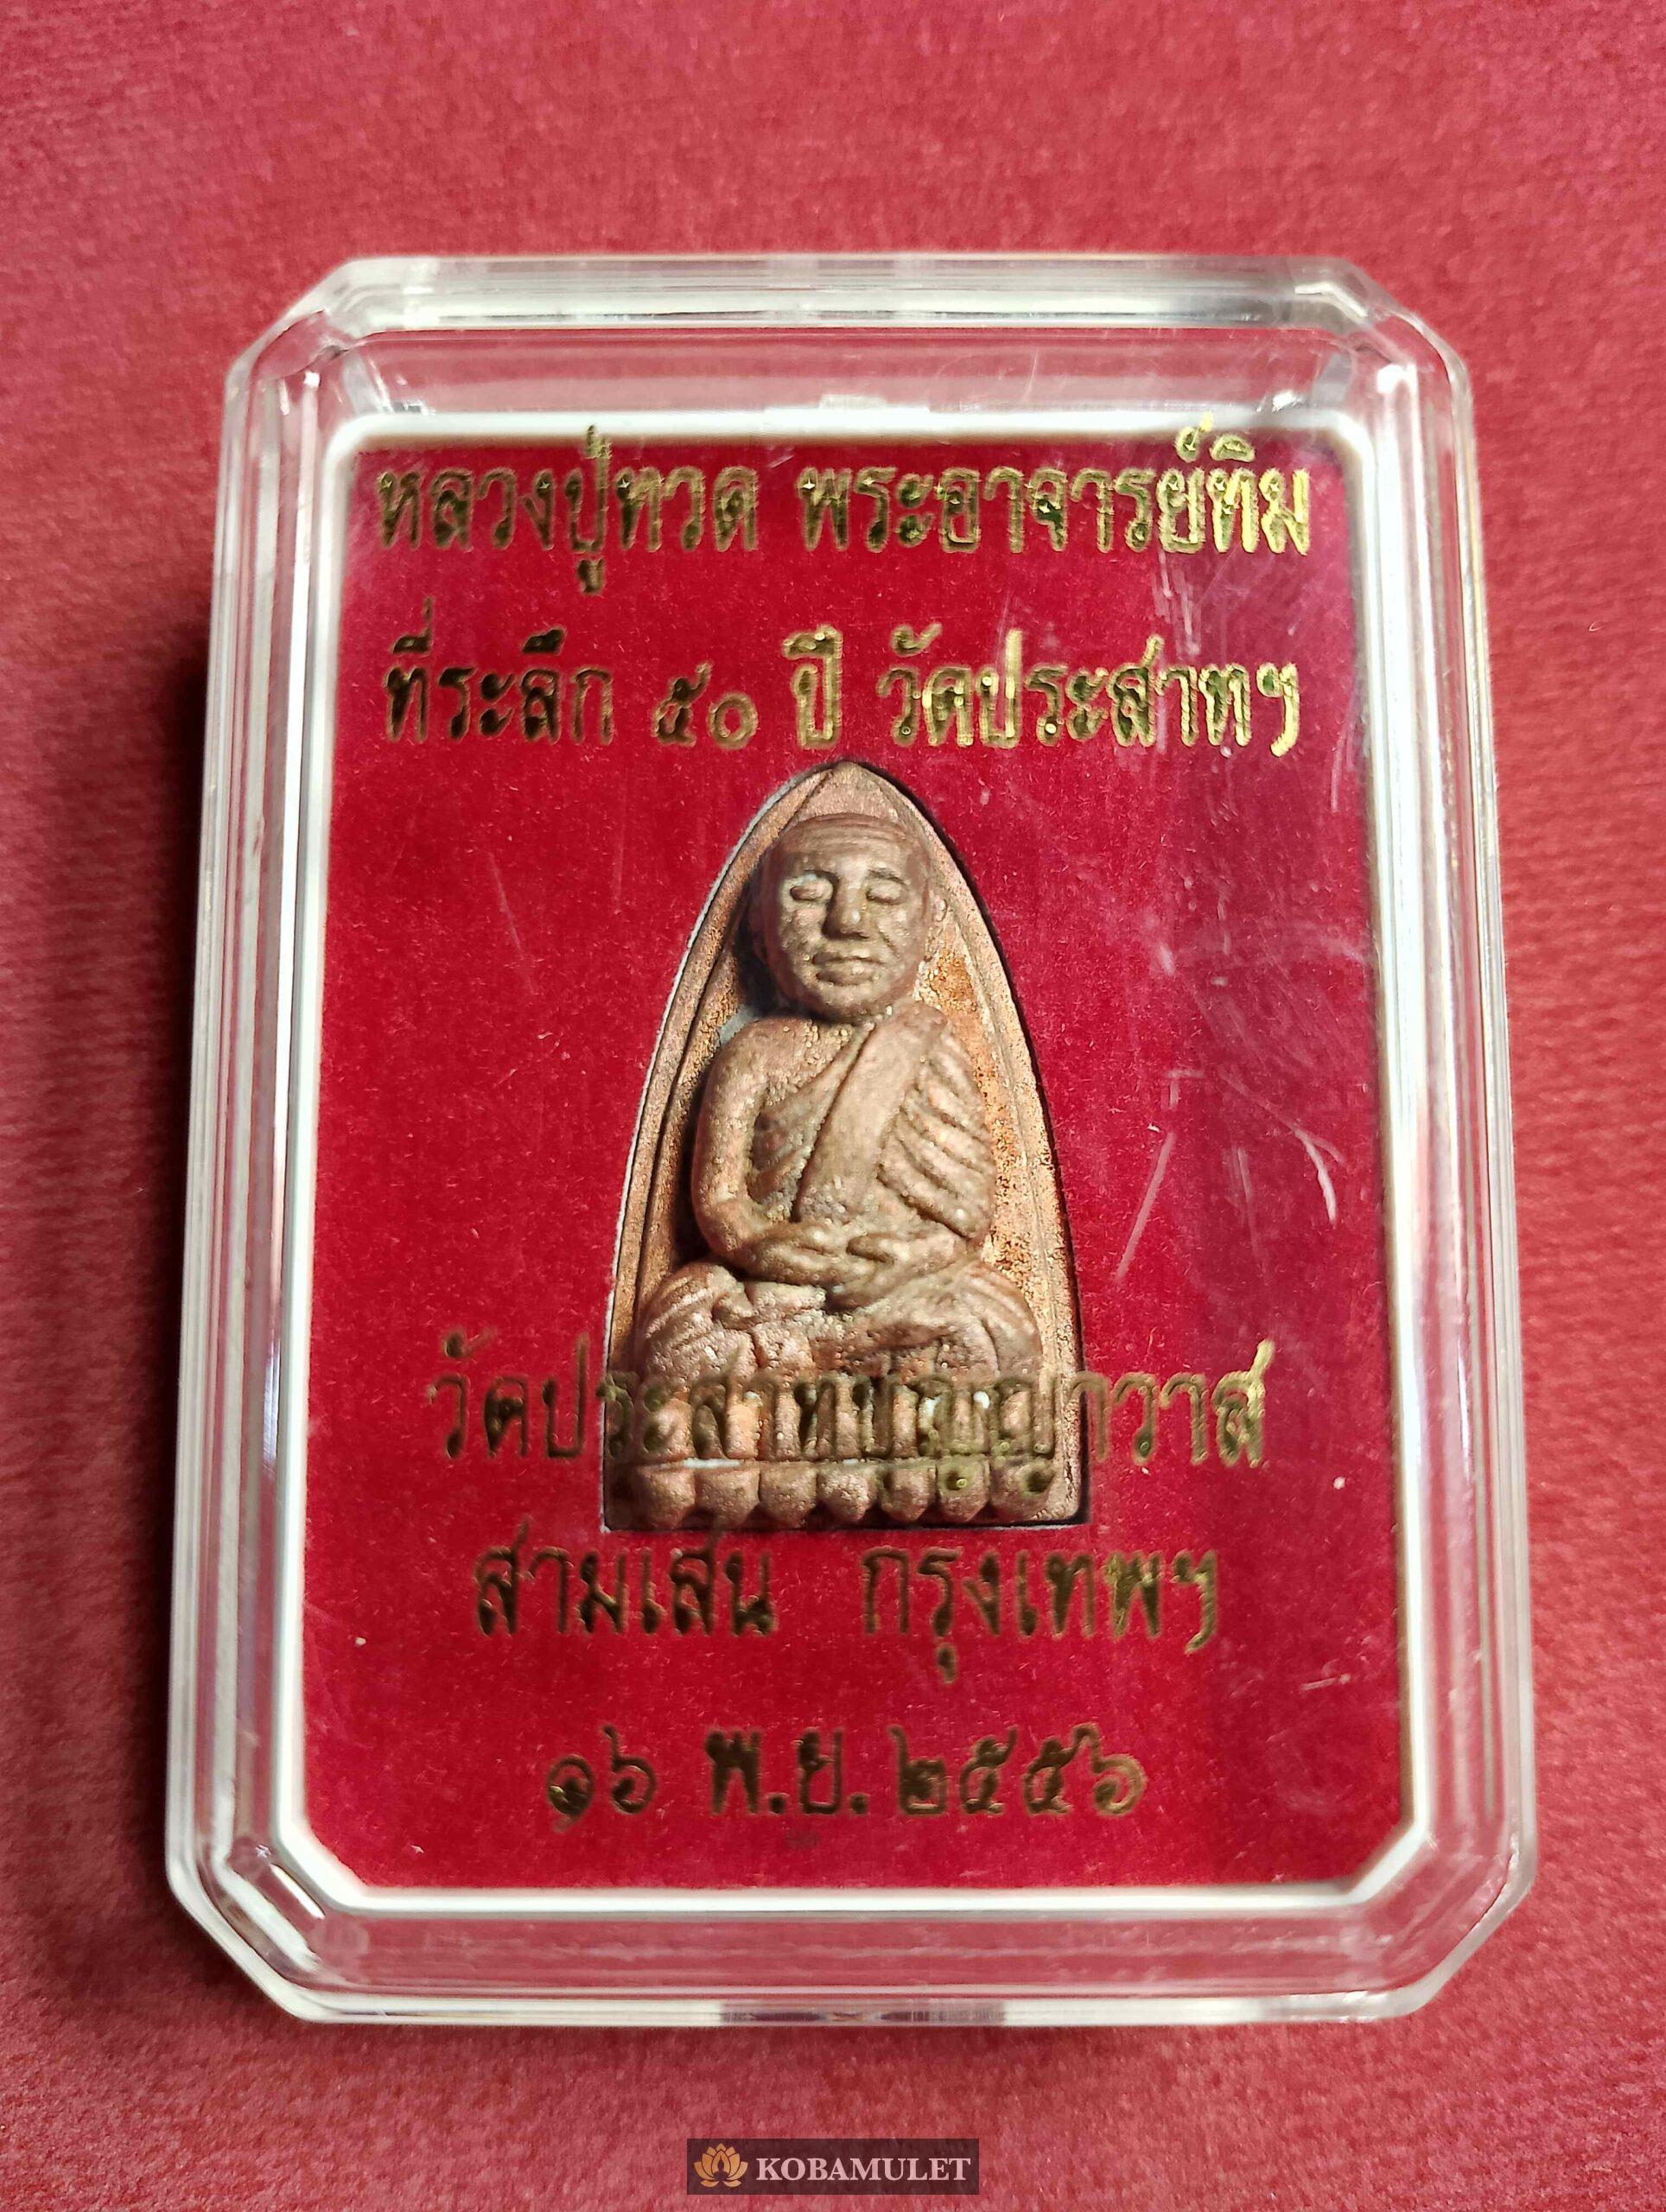 หลวงปู่ทวด พระอาจารย์ทิม
ที่ระลึก ๕๐ ปี วัดประสาทฯ
วัดประสาทบุญญาวาส
สามเสน กรุงเทพฯ
๑๖ พ.ย. ๒๕๕๖
KOBAMULET